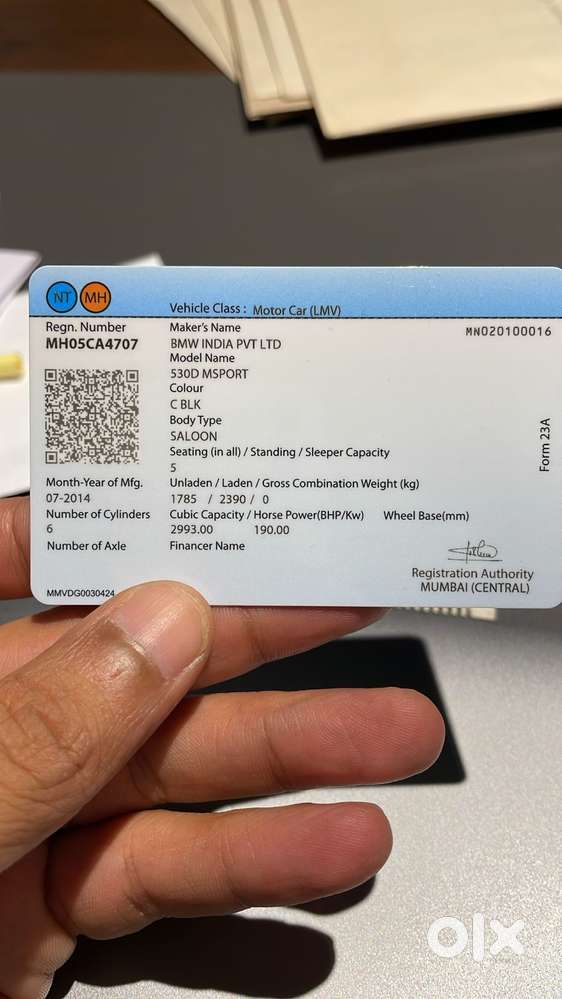 NT MH
Vehicle Class : Motor Car (LMV)
Regn. Number
MH05CA4707
Maker's Name
BMW INDIA PVT LTD
MN020100016
Model Name
530D MSPORT
Colour
C BLK
Body Type
SALOON
Seating (in all) / Standing / Sleeper Capacity
5
Form 23A
Month-Year of Mfg.
07-2014
Unladen / Laden / Gross Combination Weight (kg)
1785 / 2390 / 0
Number of Cylinders
6
Cubic Capacity / Horse Power(BHP/Kw)
2993.00 190.00
Wheel Base(mm)
Number of Axle
Financer Name
Registration Authority
MUMBAI (CENTRAL)
MMVDG0030424
olx